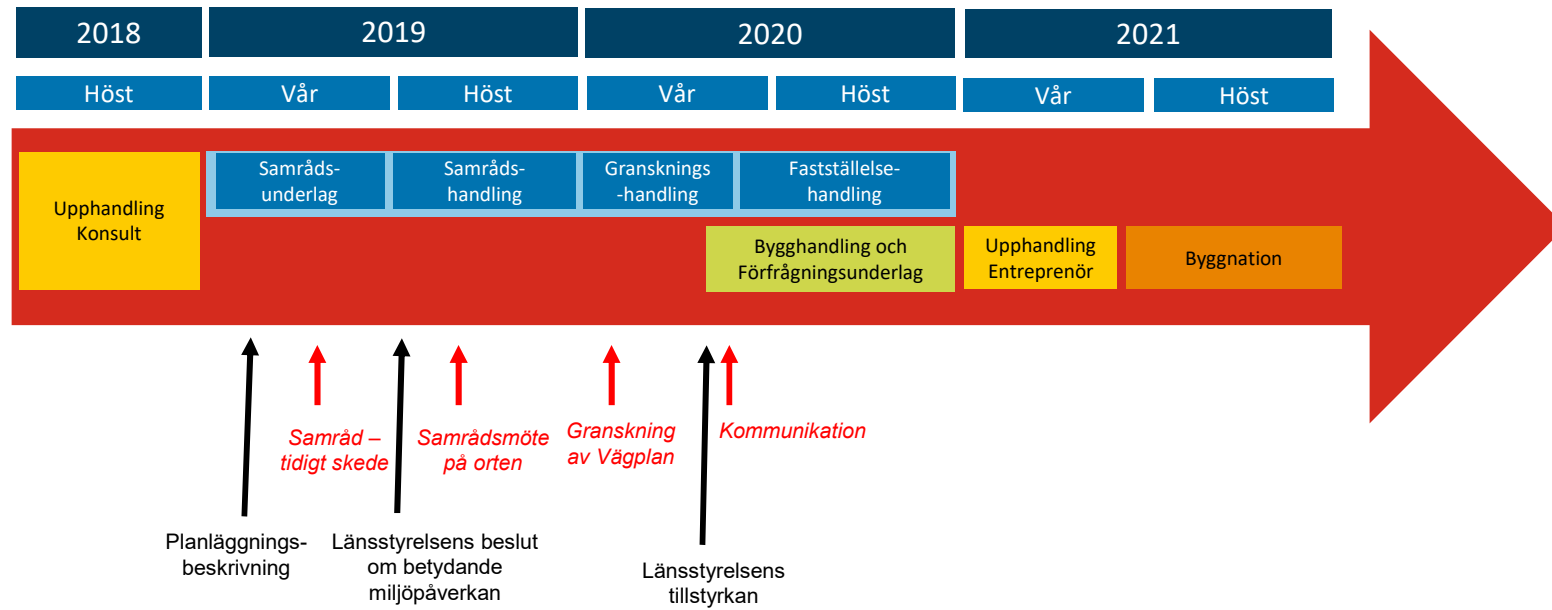 2018
2019
2020
2021
Höst
Vår
Höst
Vår
Höst
Vår
Höst
Upphandling
Konsult
Samråds-
underlag
Samråds-
handling
Gransknings
-handling
Fastställelse-
handling
Bygghandling och
Förfrågningsunderlag
Upphandling
Entreprenör
Byggnation
Samråd –
tidigt skede
Samrådsmöte
på orten
Granskning
av Vägplan
Kommunikation
Planläggnings-
beskrivning
Länsstyrelsens beslut
om betydande
miljöpåverkan
Länsstyrelsens
tillstyrkan